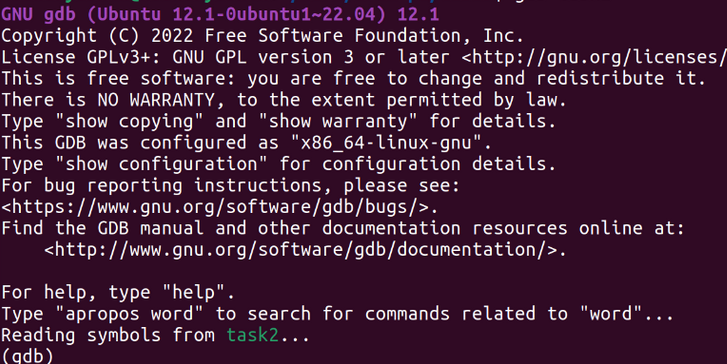 GNU gdb (Ubuntu 12.1-0ubuntu1~22.04) 12.1
Copyright (C) 2022 Free Software Foundation, Inc.
License GPLv3+: GNU GPL version 3 or later <http://gnu.org/licenses/
This is free software: you are free to change and redistribute it.
There is NO WARRANTY, to the extent permitted by law.
Type "show copying" and "show warranty" for details.
This GDB was configured as "x86_64-linux-gnu".
Type "show configuration" for configuration details.
For bug reporting instructions, please see:
<https://www.gnu.org/software/gdb/bugs/>.
Find the GDB manual and other documentation resources online at:
    <http://www.gnu.org/software/gdb/documentation/>.

For help, type "help".
Type "apropos word" to search for commands related to "word"...
Reading symbols from task2...
(gdb)